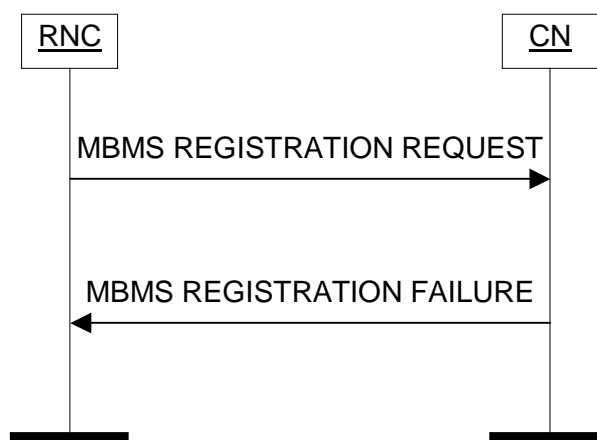 RNC
CN
MBMS REGISTRATION REQUEST
MBMS REGISTRATION FAILURE